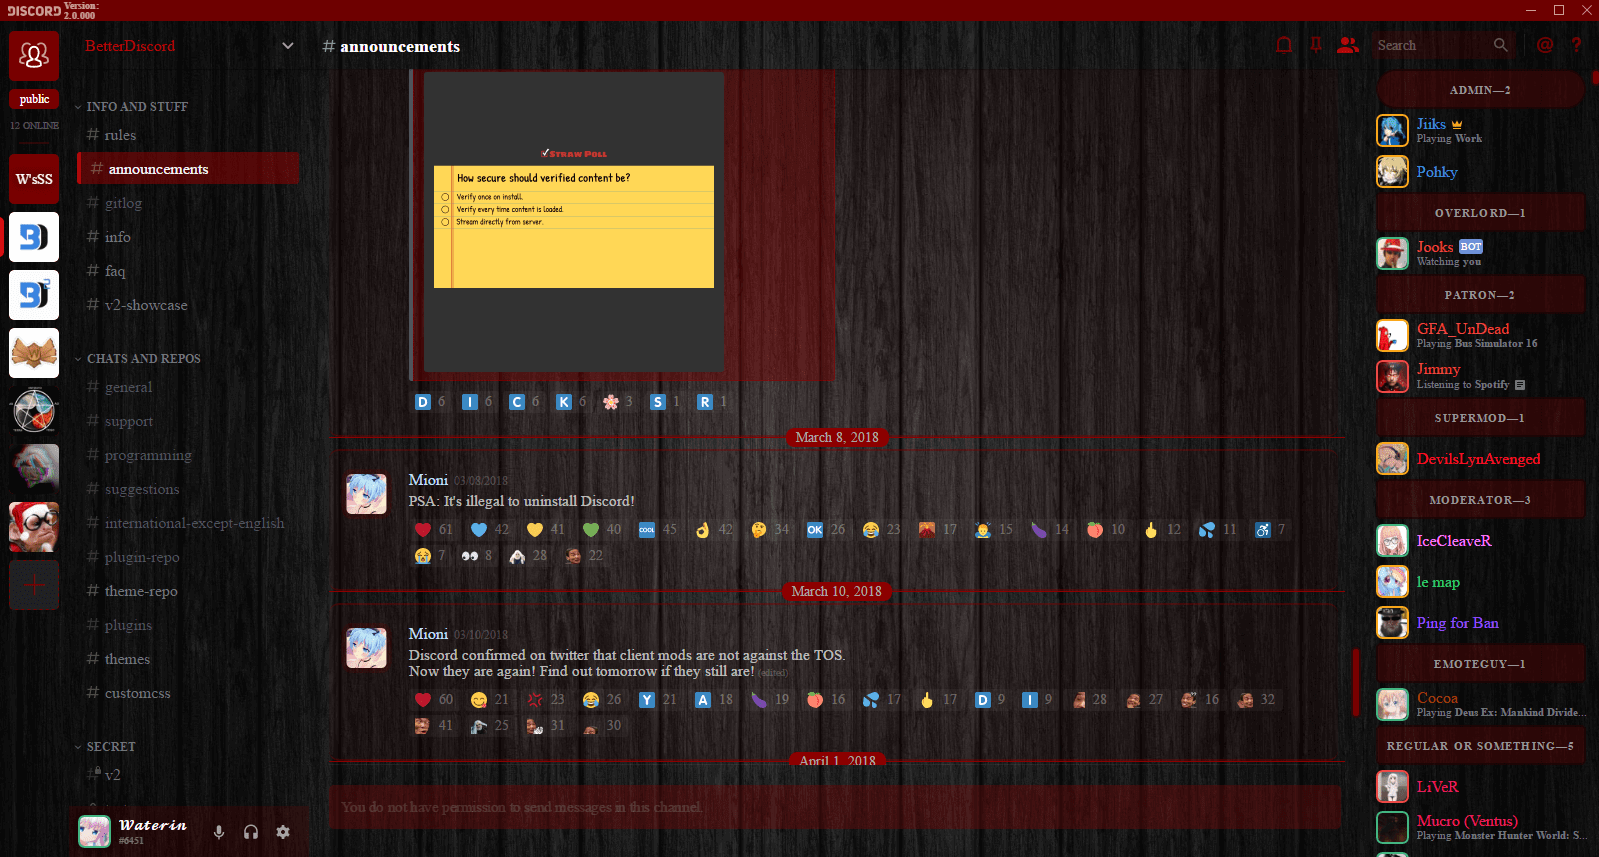 DISCORD Version: 2.0.000
public
12 ONLINE
W'sSS
BetterDiscord
INFO AND STUFF
# rules
# announcements
# gitlog
# info
# faq
# v2-showcase
CHATS AND REPOS
# general
# support
# programming
# suggestions
# international-except-english
# plugin-repo
# theme-repo
# plugins
# themes
# customcss
SECRET
# v2
Waterin
#6451
# announcements
Search
@ ?
STRAW POLL
How secure should verified content be?
Verify once on install.
Verify every time content is loaded.
Stream directly from server.
D 6 I 6 C 6 K 6 3 S 1 R 1
March 8, 2018
Mioni 03/08/2018
PSA: It's illegal to uninstall Discord!
61 42 41 40 COOL 45 42 34 OK 26 23 17 15 14 10 12 11 7
7 8 28 22
March 10, 2018
Mioni 03/10/2018
Discord confirmed on twitter that client mods are not against the TOS.
Now they are again! Find out tomorrow if they still are! (edited)
60 21 23 26 Y 21 A 18 19 16 17 17 D 9 I 9 28 27 16 32
41 25 31 30
April 1, 2018
You do not have permission to send messages in this channel.
ADMIN—2
Jiiks
Playing Work
Pohky
OVERLORD—1
Jooks BOT
Watching you
PATRON—2
GFA_UnDead
Playing Bus Simulator 16
Jimmy
Listening to Spotify
SUPERMOD—1
DevilsLynAvenged
MODERATOR—3
IceCleaveR
le map
Ping for Ban
EMOTEGUY—1
Cocoa
Playing Deus Ex: Mankind Divide...
REGULAR OR SOMETHING—5
LiVeR
Mucro (Ventus)
Playing Monster Hunter World: S...